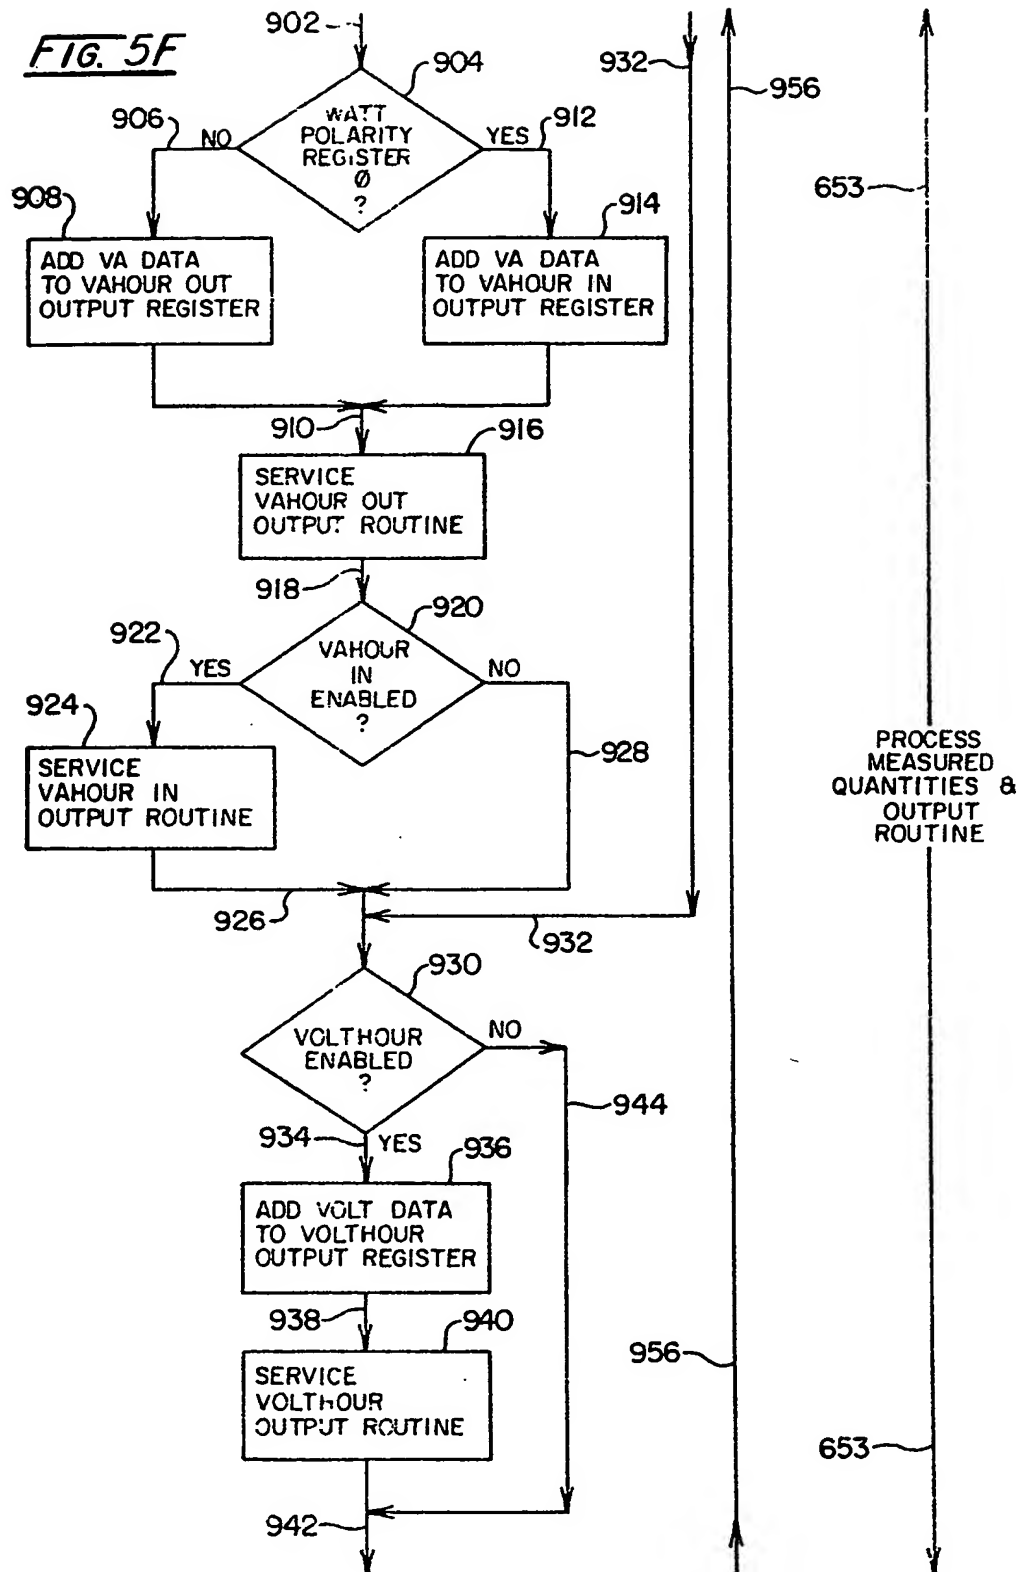 FIG. 5F
902
904
932
956
WATT
POLARITY
REGISTER
Ø
?
906
NO
YES
912
653
908
914
ADD VA DATA
TO VAHOUR OUT
OUTPUT REGISTER
ADD VA DATA
TO VAHOUR IN
OUTPUT REGISTER
910
916
SERVICE
VAHOUR OUT
OUTPUT ROUTINE
918
920
922
YES
VAHOUR
IN
ENABLED
?
NO
924
928
SERVICE
VAHOUR IN
OUTPUT ROUTINE
PROCESS
MEASURED
QUANTITIES &
OUTPUT
ROUTINE
926
932
930
VOLTHOUR
ENABLED
?
NO
944
934
YES
936
ADD VOLT DATA
TO VOLTHOUR
OUTPUT REGISTER
938
940
956
SERVICE
VOLTHOUR
OUTPUT ROUTINE
653
942